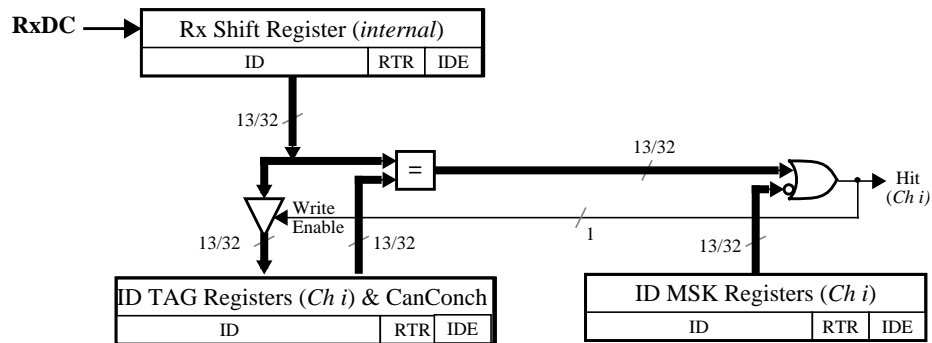 RxDC
Rx Shift Register (internal)
ID RTR IDE
13/32
13/32
=
Hit
(Ch i)
Write
Enable
13/32
13/32
1
13/32
ID TAG Registers (Ch i) & CanConch
ID RTR IDE
ID MSK Registers (Ch i)
ID RTR IDE